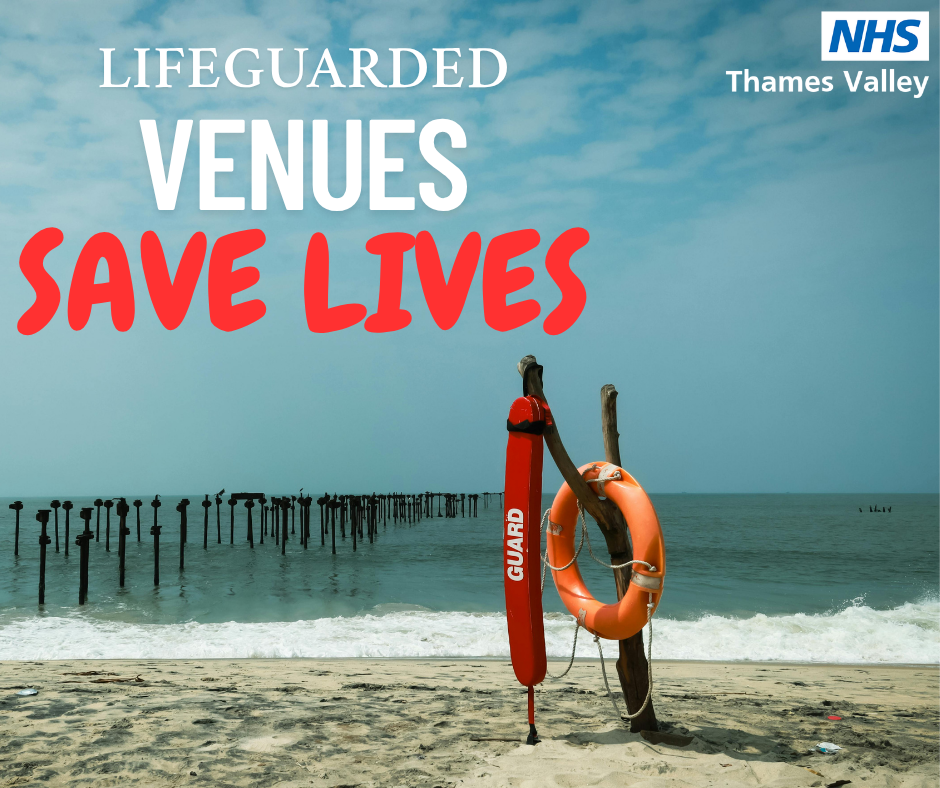 LIFEGUARDED
VENUES
SAVE LIVES
NHS
Thames Valley
GUARD